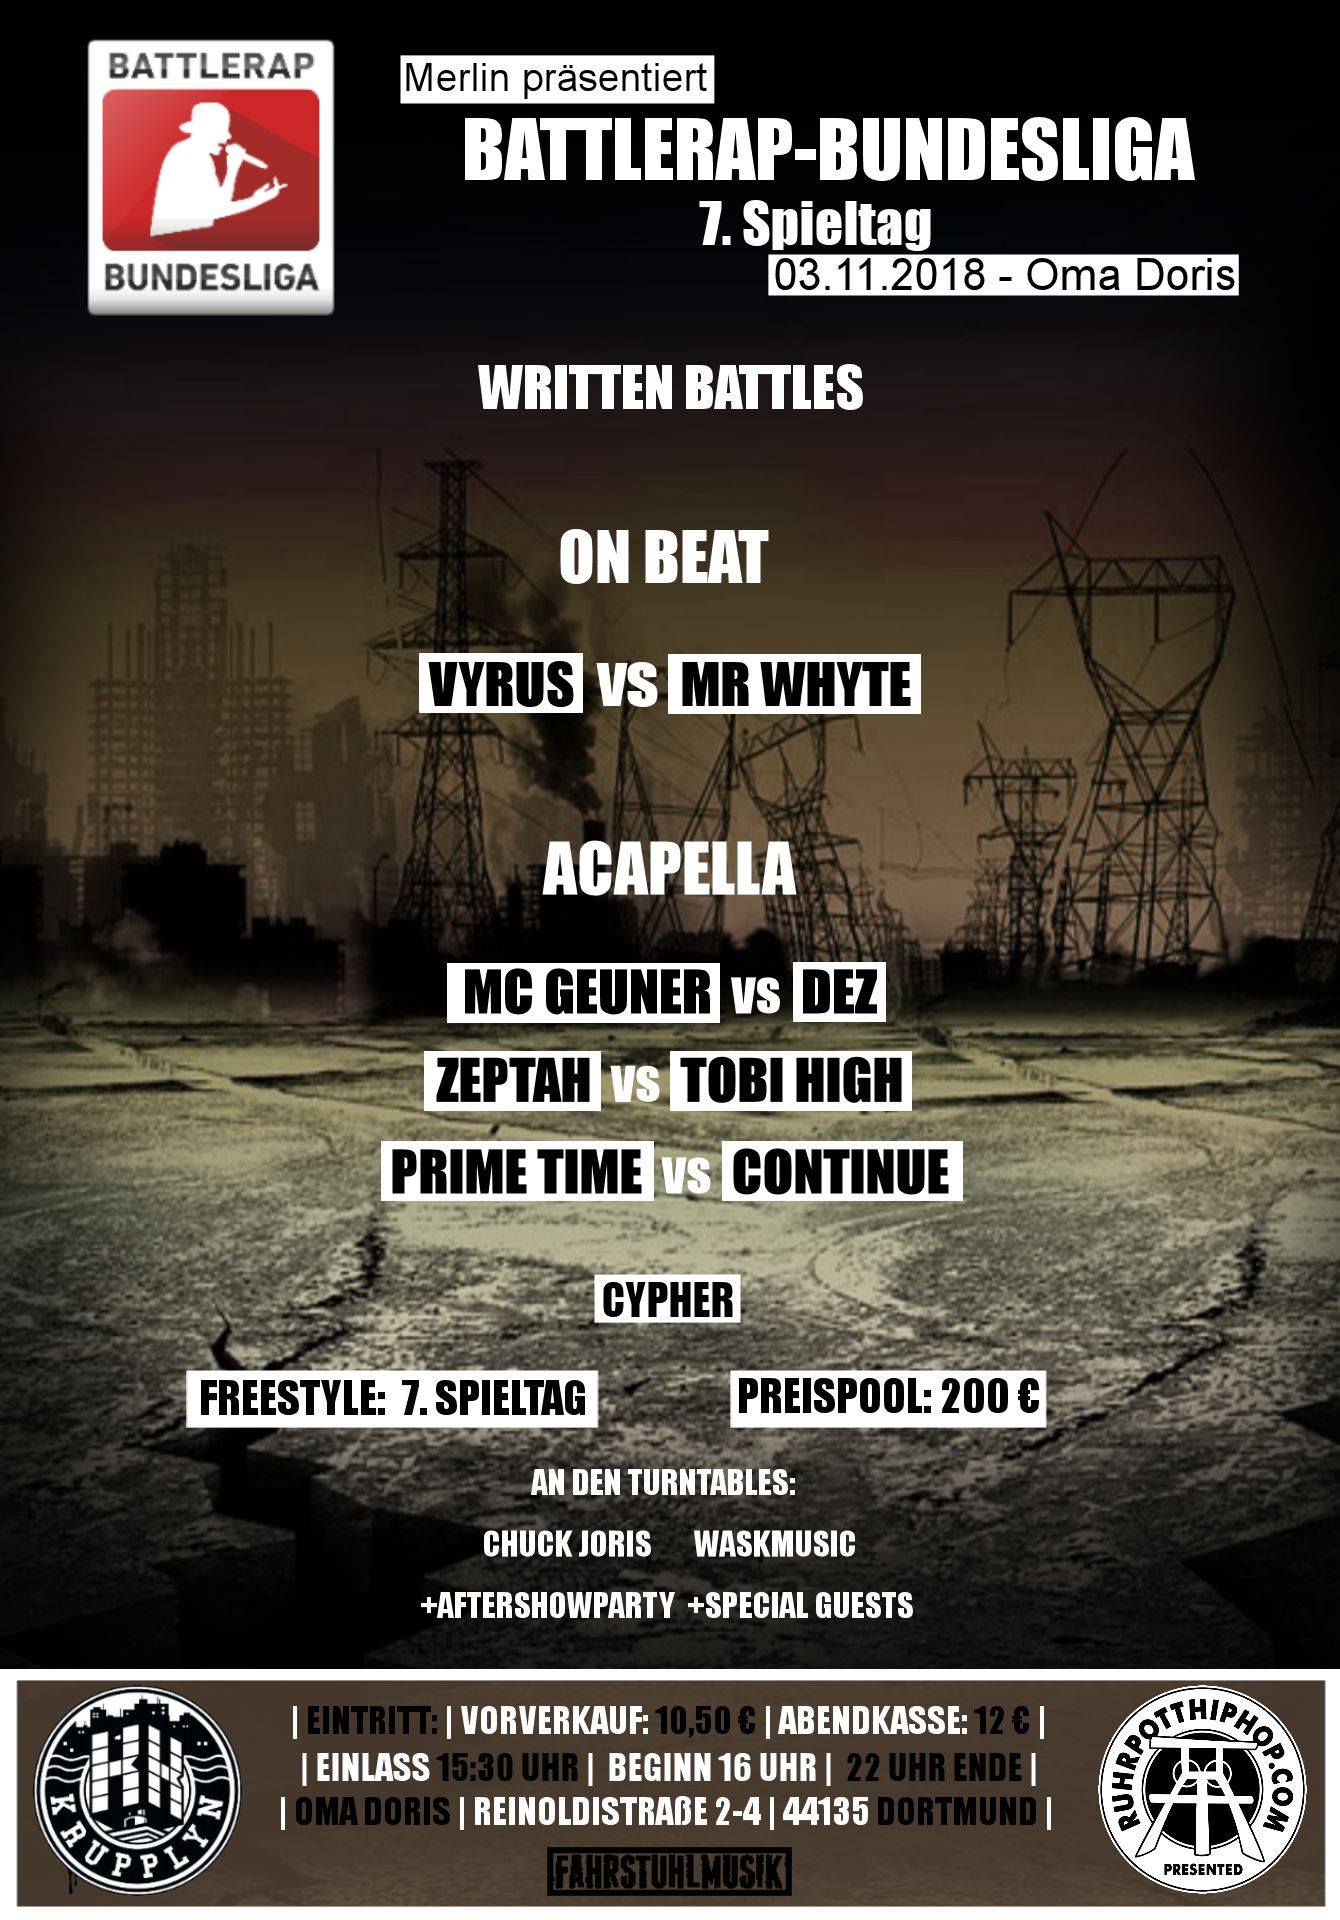 BATTLERAP
BUNDESLIGA
Merlin präsentiert
BATTLERAP-BUNDESLIGA
7. Spieltag
03.11.2018 - Oma Doris
WRITTEN BATTLES
ON BEAT
VYRUS VS MR WHYTE
ACAPELLA
MC GEUNER VS DEZ
ZEPTAH VS TOBI HIGH
PRIME TIME VS CONTINUE
CYPHER
FREESTYLE: 7. SPIELTAG PREISPOOL: 200 €
AN DEN TURNTABLES:
CHUCK JORIS WASKMUSIC
+AFTERSHOWPARTY +SPECIAL GUESTS
| EINTRITT: | VORVERKAUF: 10,50 € | ABENDKASSE: 12 € |
| EINLASS 15:30 UHR | BEGINN 16 UHR | 22 UHR ENDE |
| OMA DORIS | REINOLDISTRAßE 2-4 | 44135 DORTMUND |
FAHRSTUHLMUSIK
KRUPPLYN
RUHRPOTTHIPHOP.COM
PRESENTED